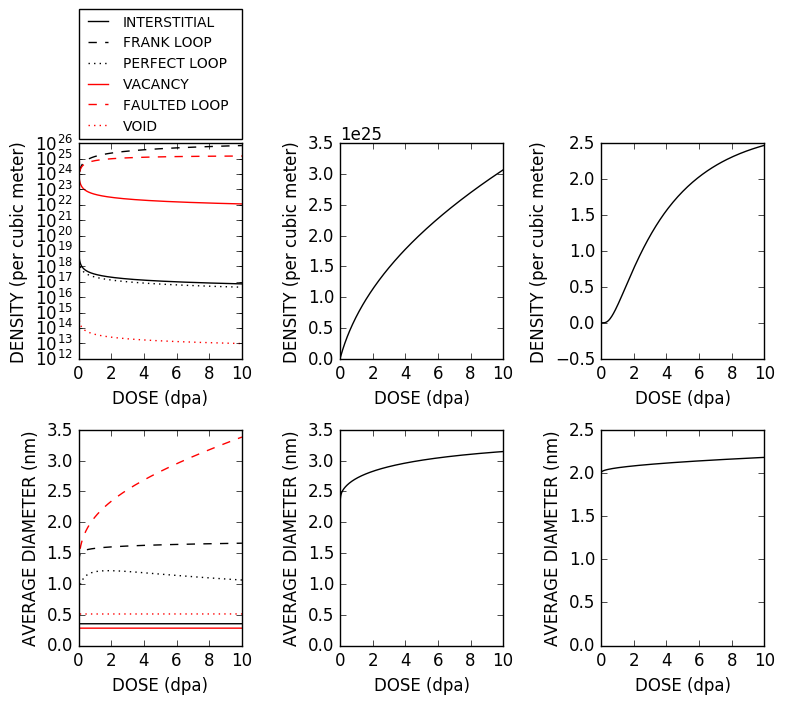 INTERSTITIAL
FRANK LOOP
PERFECT LOOP
VACANCY
FAULTED LOOP
VOID
DENSITY (per cubic meter)
10^26
10^25
10^24
10^23
10^22
10^21
10^20
10^19
10^18
10^17
10^16
10^15
10^14
10^13
10^12
0 2 4 6 8 10
DOSE (dpa)
1e25
DENSITY (per cubic meter)
3.5
3.0
2.5
2.0
1.5
1.0
0.5
0.0
0 2 4 6 8 10
DOSE (dpa)
DENSITY (per cubic meter)
2.5
2.0
1.5
1.0
0.5
0.0
−0.5
0 2 4 6 8 10
DOSE (dpa)
AVERAGE DIAMETER (nm)
3.5
3.0
2.5
2.0
1.5
1.0
0.5
0.0
0 2 4 6 8 10
DOSE (dpa)
AVERAGE DIAMETER (nm)
3.5
3.0
2.5
2.0
1.5
1.0
0.5
0.0
0 2 4 6 8 10
DOSE (dpa)
AVERAGE DIAMETER (nm)
2.5
2.0
1.5
1.0
0.5
0.0
0 2 4 6 8 10
DOSE (dpa)